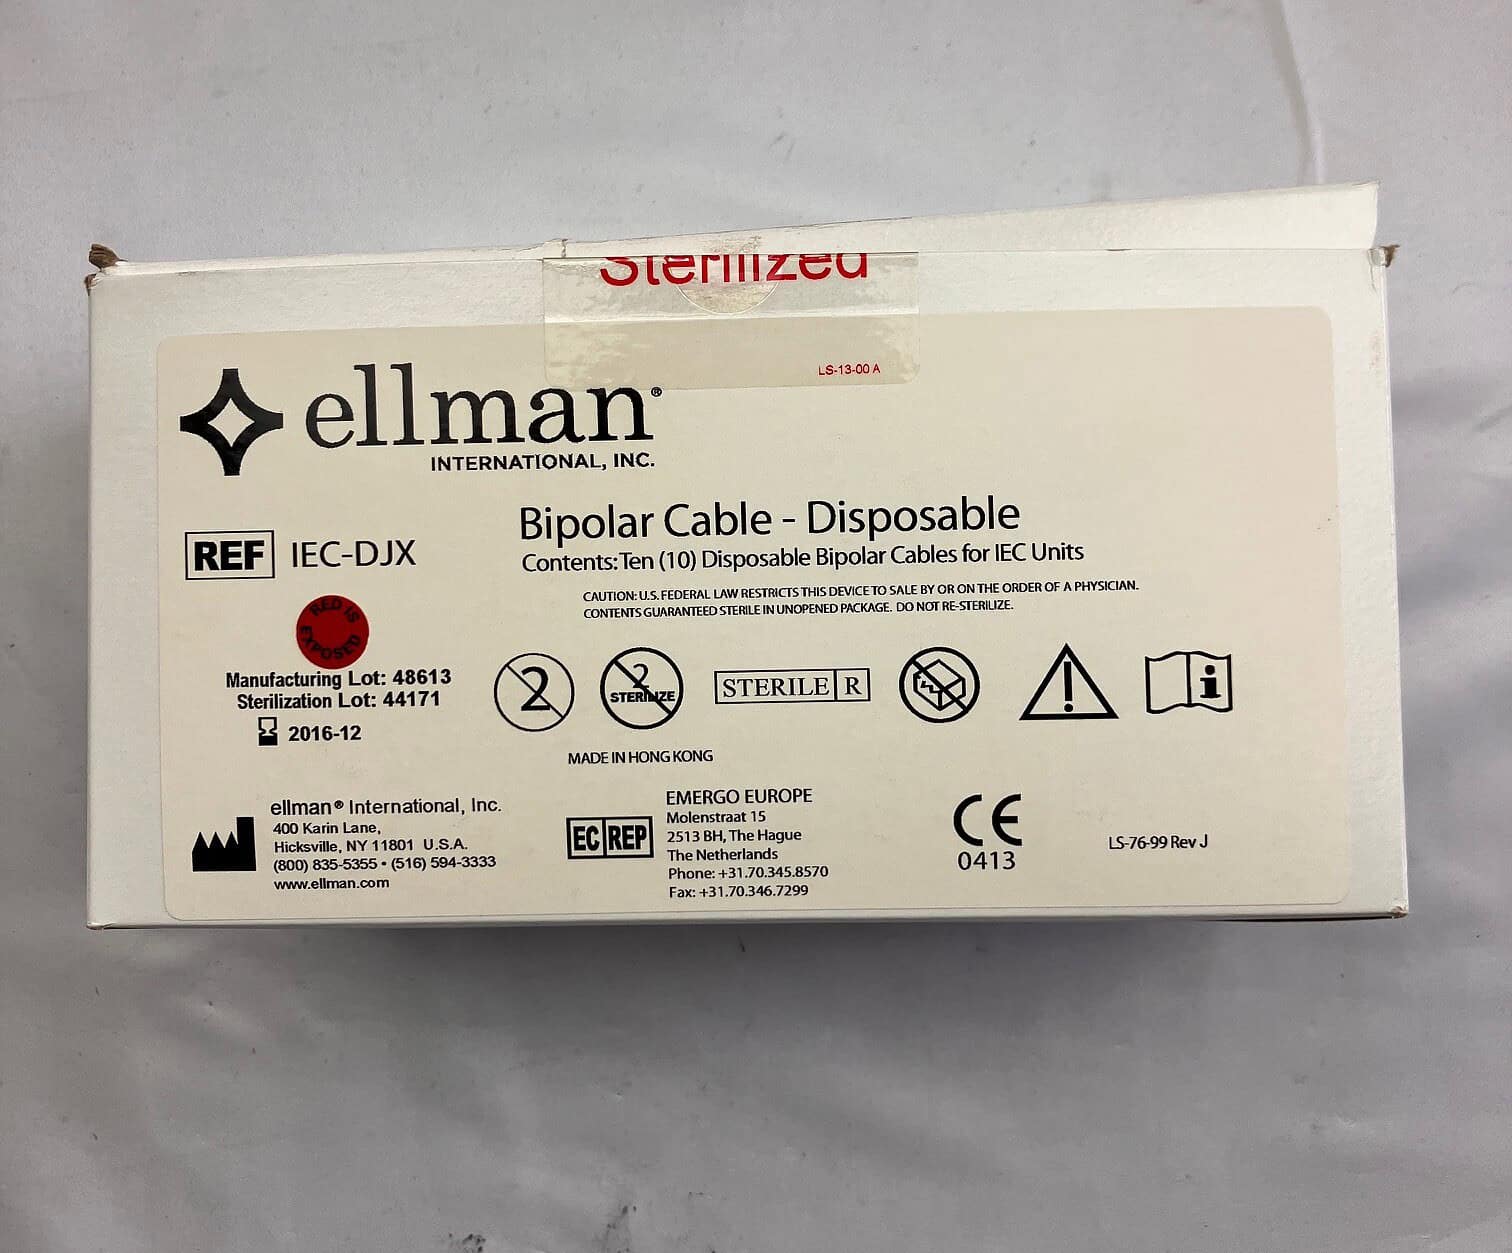 Sterilized
LS-13-00 A
ellman®
INTERNATIONAL, INC.
Bipolar Cable - Disposable
Contents: Ten (10) Disposable Bipolar Cables for IEC Units
REF IEC-DJX
CAUTION: U.S. FEDERAL LAW RESTRICTS THIS DEVICE TO SALE BY OR ON THE ORDER OF A PHYSICIAN.
CONTENTS GUARANTEED STERILE IN UNOPENED PACKAGE. DO NOT RE-STERILIZE.
RED IS
EXPOSED
Manufacturing Lot: 48613
Sterilization Lot: 44171
2016-12
2
2
STERILIZE
STERILE R
MADE IN HONG KONG
ellman® International, Inc.
400 Karin Lane,
Hicksville, NY 11801 U.S.A.
(800) 835-5355 • (516) 594-3333
www.ellman.com
EC REP
EMERGO EUROPE
Molenstraat 15
2513 BH, The Hague
The Netherlands
Phone: +31.70.345.8570
Fax: +31.70.346.7299
CE
0413
LS-76-99 Rev J